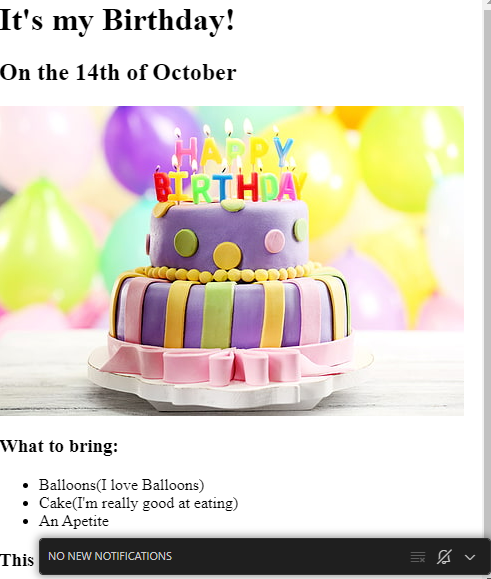 It's my Birthday!
On the 14th of October
HAPPY
BIRTHDAY
What to bring:
Balloons(I love Balloons)
Cake(I'm really good at eating)
An Apetite
This
NO NEW NOTIFICATIONS